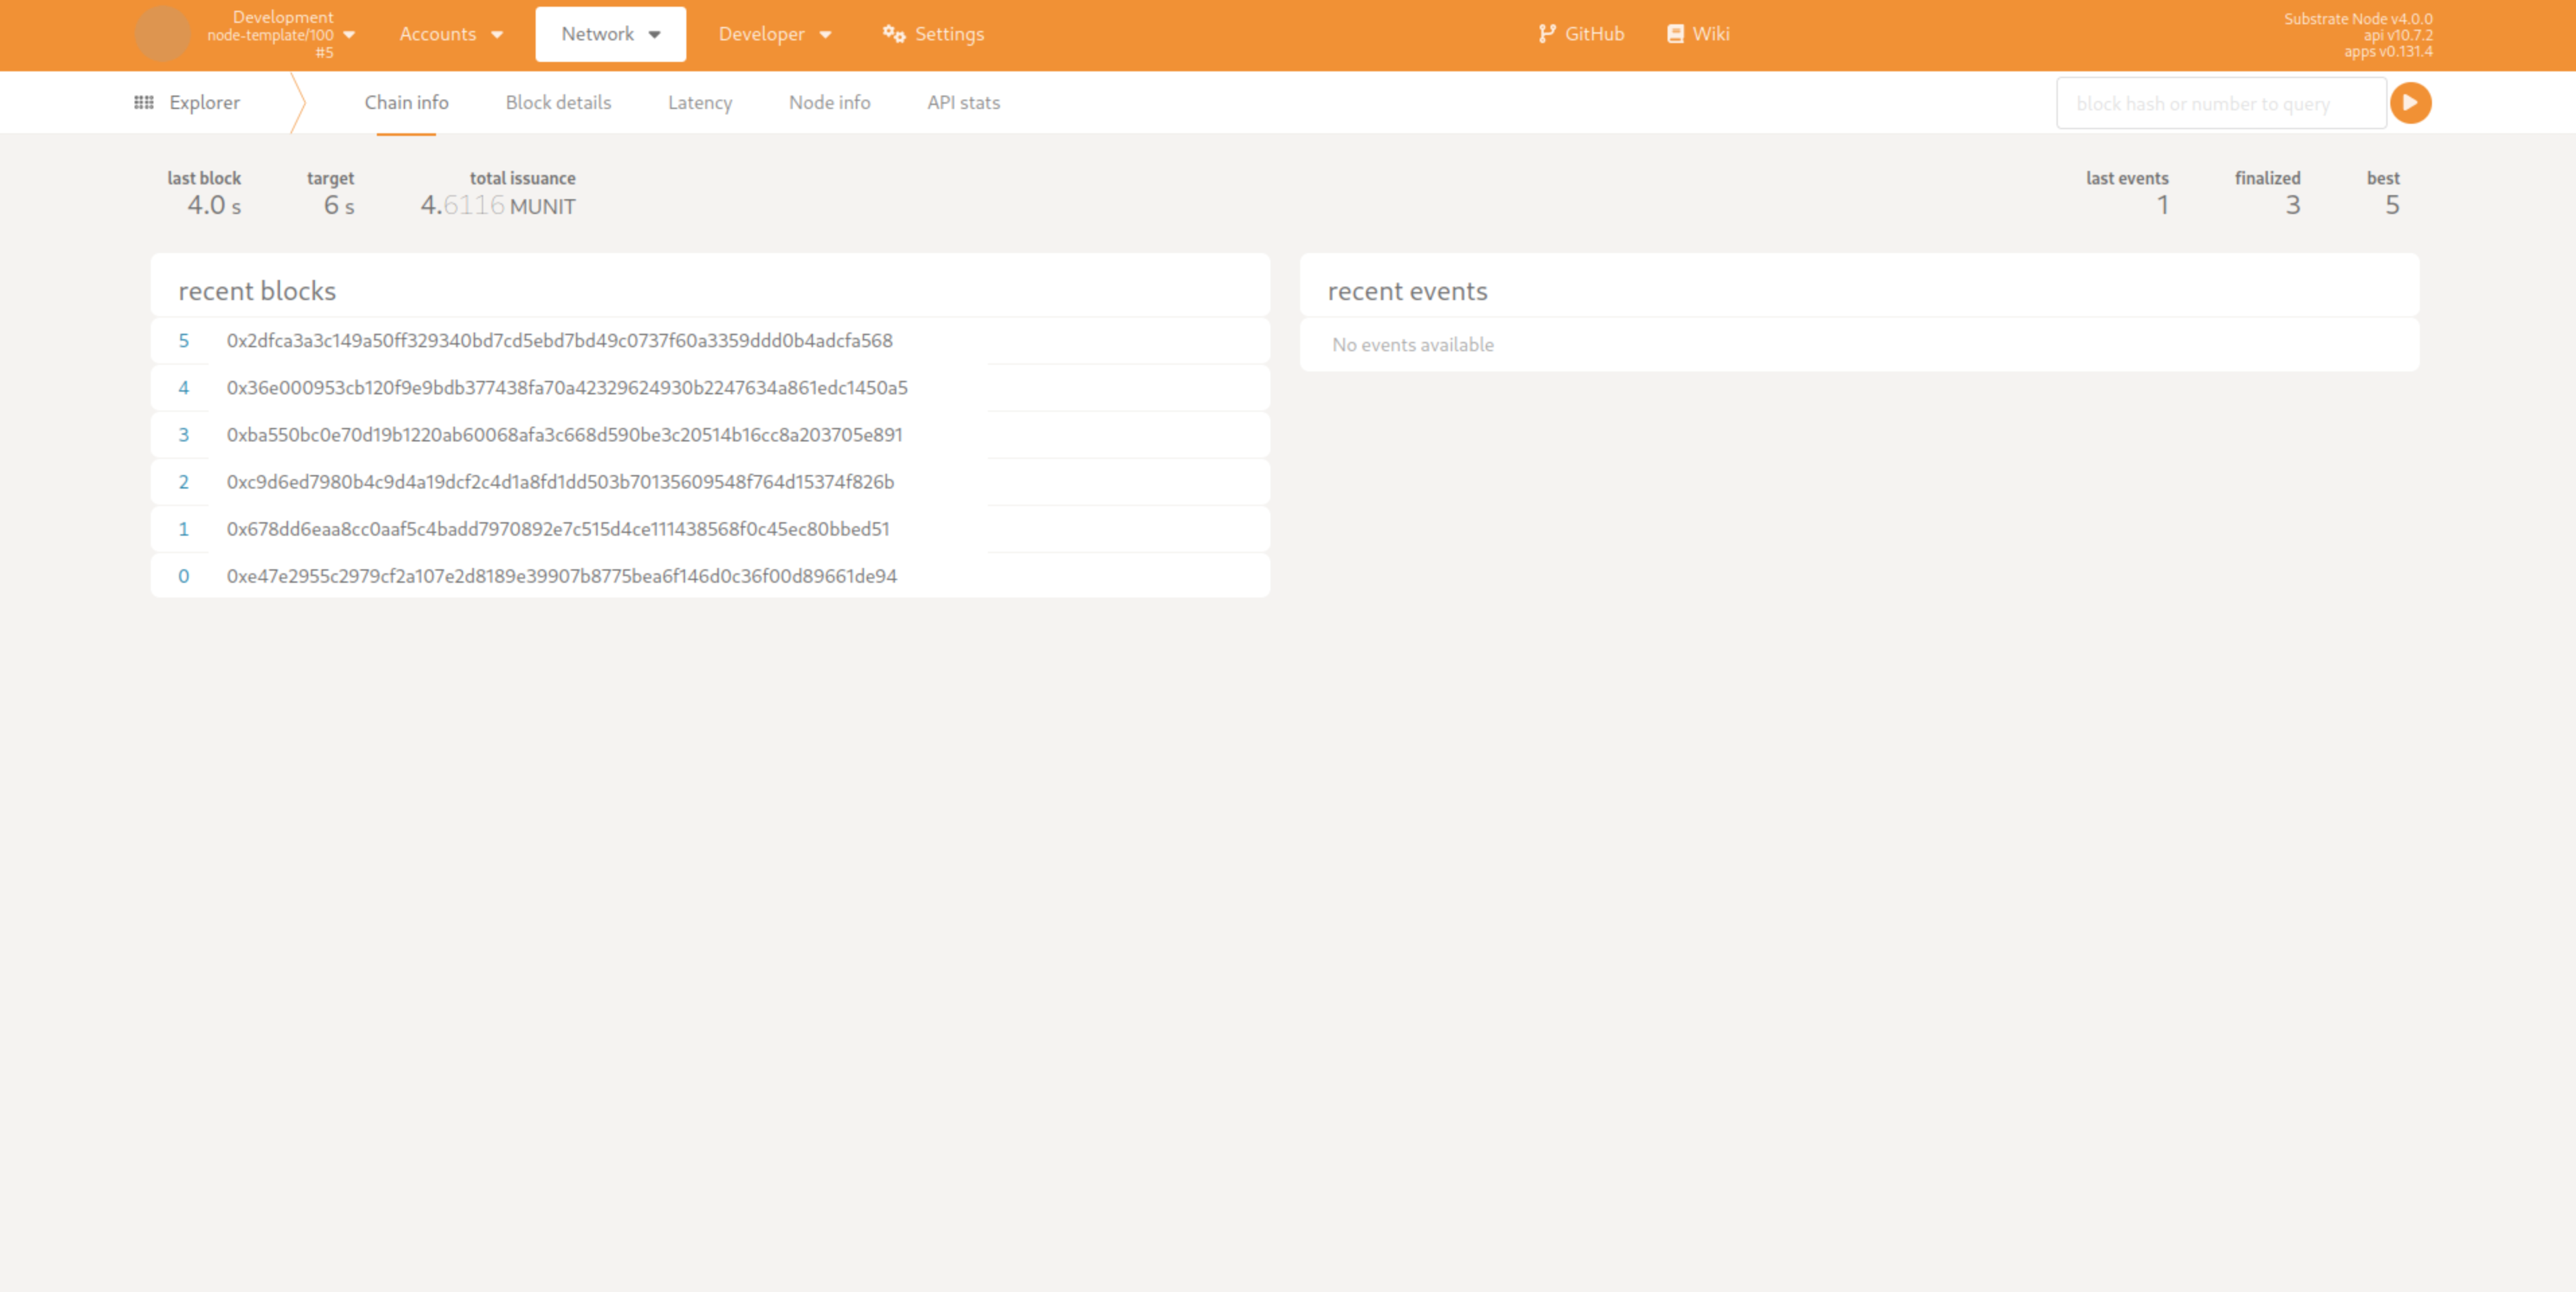 Development
node-template/100
#5
Accounts
Network
Developer
Settings
GitHub
Wiki
Substrate Node v4.0.0
api v10.7.2
apps v0.131.4
Explorer
Chain info
Block details
Latency
Node info
API stats
block hash or number to query
last block
4.0 s
target
6 s
total issuance
4.6116 MUNIT
last events
1
finalized
3
best
5
recent blocks
5 0x2dfca3a3c149a50ff329340bd7cd5ebd7bd49c0737f60a3359ddd0b4adcfa568
4 0x36e000953cb120f9e9bdb377438fa70a42329624930b2247634a861edc1450a5
3 0xba550bc0e70d19b1220ab60068afa3c668d590be3c20514b16cc8a203705e891
2 0xc9d6ed7980b4c9d4a19dcf2c4d1a8fd1dd503b70135609548f764d15374f826b
1 0x678dd6eaa8cc0aaf5c4badd7970892e7c515d4ce111438568f0c45ec80bbed51
0 0xe47e2955c2979cf2a107e2d8189e39907b8775bea6f146d0c36f00d89661de94
recent events
No events available